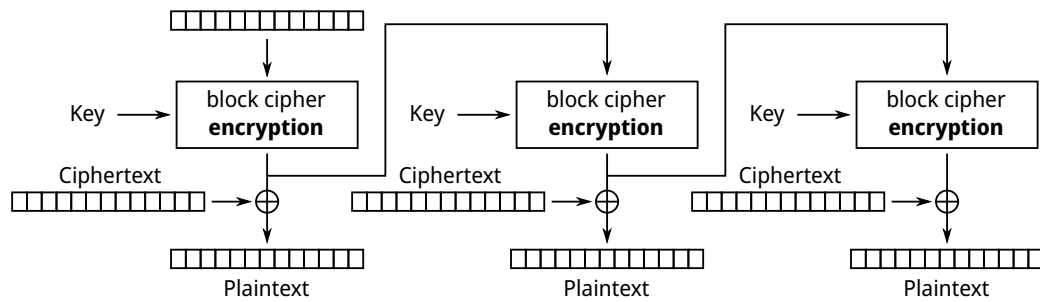 block cipher
encryption
Key
Ciphertext
Plaintext
block cipher
encryption
Key
Ciphertext
Plaintext
block cipher
encryption
Key
Ciphertext
Plaintext